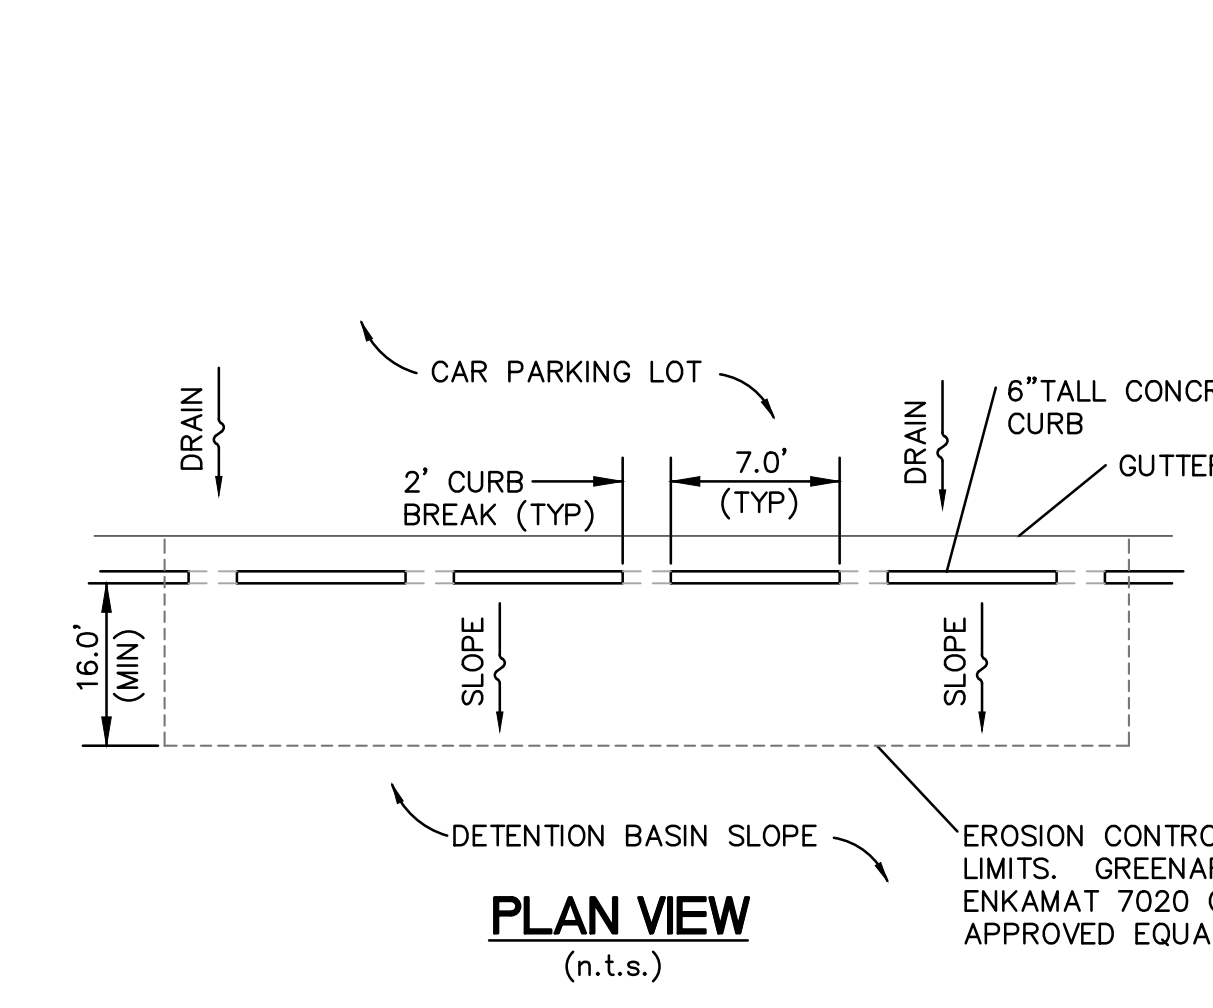 CAR PARKING LOT
DRAIN
DRAIN
6”TALL CONCR
CURB
GUTTER
2’ CURB
BREAK (TYP)
7.0’
(TYP)
16.0’
(MIN)
SLOPE
SLOPE
DETENTION BASIN SLOPE
EROSION CONTRO
LIMITS. GREENAR
ENKAMAT 7020 O
APPROVED EQUA
PLAN VIEW
(n.t.s.)